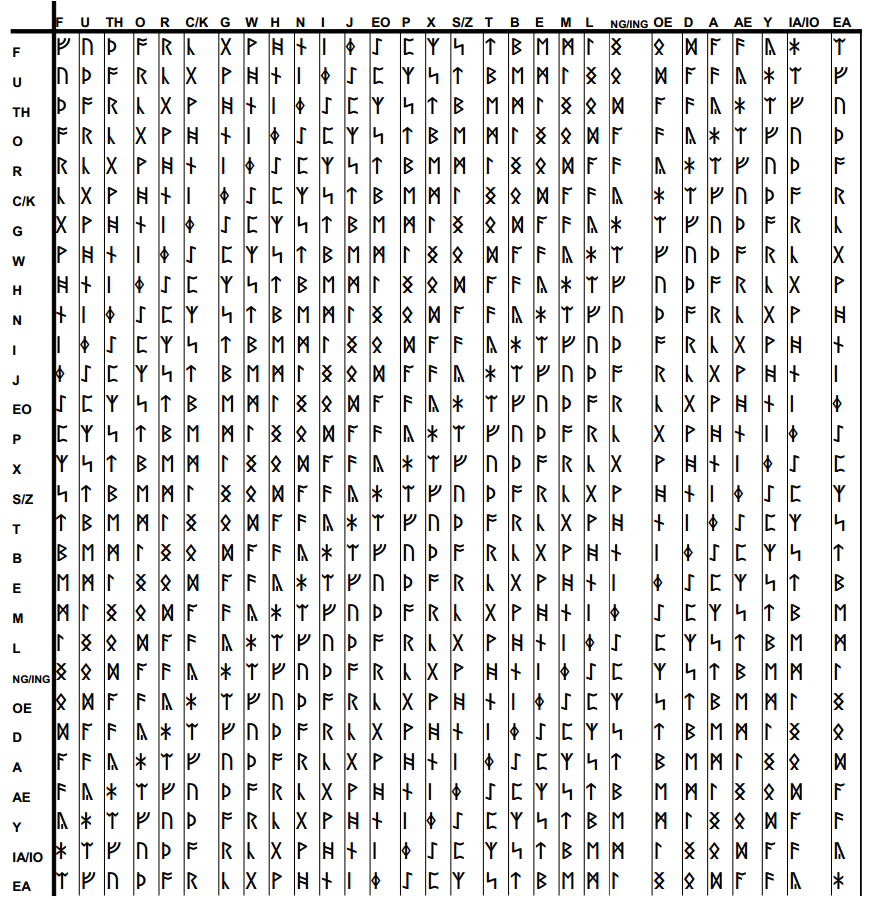 F U TH O R C/K G W H N I J EO P X S/Z T B E M L NG/ING OE D A AE Y IA/IO EA
F ᚠ ᚢ ᚦ ᚩ ᚱ ᚳ ᚷ ᚹ ᚻ ᚾ ᛁ ᛄ ᛇ ᛈ ᛉ ᛋ ᛏ ᛒ ᛖ ᛗ ᛚ ᛝ ᛟ ᛞ ᚪ ᚫ ᚣ ᛡ ᛠ
U ᚢ ᚦ ᚩ ᚱ ᚳ ᚷ ᚹ ᚻ ᚾ ᛁ ᛄ ᛇ ᛈ ᛉ ᛋ ᛏ ᛒ ᛖ ᛗ ᛚ ᛝ ᛟ ᛞ ᚪ ᚫ ᚣ ᛡ ᛠ ᚠ
TH ᚦ ᚩ ᚱ ᚳ ᚷ ᚹ ᚻ ᚾ ᛁ ᛄ ᛇ ᛈ ᛉ ᛋ ᛏ ᛒ ᛖ ᛗ ᛚ ᛝ ᛟ ᛞ ᚪ ᚫ ᚣ ᛡ ᛠ ᚠ ᚢ
O ᚩ ᚱ ᚳ ᚷ ᚹ ᚻ ᚾ ᛁ ᛄ ᛇ ᛈ ᛉ ᛋ ᛏ ᛒ ᛖ ᛗ ᛚ ᛝ ᛟ ᛞ ᚪ ᚫ ᚣ ᛡ ᛠ ᚠ ᚢ ᚦ
R ᚱ ᚳ ᚷ ᚹ ᚻ ᚾ ᛁ ᛄ ᛇ ᛈ ᛉ ᛋ ᛏ ᛒ ᛖ ᛗ ᛚ ᛝ ᛟ ᛞ ᚪ ᚫ ᚣ ᛡ ᛠ ᚠ ᚢ ᚦ ᚩ
C/K ᚳ ᚷ ᚹ ᚻ ᚾ ᛁ ᛄ ᛇ ᛈ ᛉ ᛋ ᛏ ᛒ ᛖ ᛗ ᛚ ᛝ ᛟ ᛞ ᚪ ᚫ ᚣ ᛡ ᛠ ᚠ ᚢ ᚦ ᚩ ᚱ
G ᚷ ᚹ ᚻ ᚾ ᛁ ᛄ ᛇ ᛈ ᛉ ᛋ ᛏ ᛒ ᛖ ᛗ ᛚ ᛝ ᛟ ᛞ ᚪ ᚫ ᚣ ᛡ ᛠ ᚠ ᚢ ᚦ ᚩ ᚱ ᚳ
W ᚹ ᚻ ᚾ ᛁ ᛄ ᛇ ᛈ ᛉ ᛋ ᛏ ᛒ ᛖ ᛗ ᛚ ᛝ ᛟ ᛞ ᚪ ᚫ ᚣ ᛡ ᛠ ᚠ ᚢ ᚦ ᚩ ᚱ ᚳ ᚷ
H ᚻ ᚾ ᛁ ᛄ ᛇ ᛈ ᛉ ᛋ ᛏ ᛒ ᛖ ᛗ ᛚ ᛝ ᛟ ᛞ ᚪ ᚫ ᚣ ᛡ ᛠ ᚠ ᚢ ᚦ ᚩ ᚱ ᚳ ᚷ ᚹ
N ᚾ ᛁ ᛄ ᛇ ᛈ ᛉ ᛋ ᛏ ᛒ ᛖ ᛗ ᛚ ᛝ ᛟ ᛞ ᚪ ᚫ ᚣ ᛡ ᛠ ᚠ ᚢ ᚦ ᚩ ᚱ ᚳ ᚷ ᚹ ᚻ
I ᛁ ᛄ ᛇ ᛈ ᛉ ᛋ ᛏ ᛒ ᛖ ᛗ ᛚ ᛝ ᛟ ᛞ ᚪ ᚫ ᚣ ᛡ ᛠ ᚠ ᚢ ᚦ ᚩ ᚱ ᚳ ᚷ ᚹ ᚻ ᚾ
J ᛄ ᛇ ᛈ ᛉ ᛋ ᛏ ᛒ ᛖ ᛗ ᛚ ᛝ ᛟ ᛞ ᚪ ᚫ ᚣ ᛡ ᛠ ᚠ ᚢ ᚦ ᚩ ᚱ ᚳ ᚷ ᚹ ᚻ ᚾ ᛁ
EO ᛇ ᛈ ᛉ ᛋ ᛏ ᛒ ᛖ ᛗ ᛚ ᛝ ᛟ ᛞ ᚪ ᚫ ᚣ ᛡ ᛠ ᚠ ᚢ ᚦ ᚩ ᚱ ᚳ ᚷ ᚹ ᚻ ᚾ ᛁ ᛄ
P ᛈ ᛉ ᛋ ᛏ ᛒ ᛖ ᛗ ᛚ ᛝ ᛟ ᛞ ᚪ ᚫ ᚣ ᛡ ᛠ ᚠ ᚢ ᚦ ᚩ ᚱ ᚳ ᚷ ᚹ ᚻ ᚾ ᛁ ᛄ ᛇ
X ᛉ ᛋ ᛏ ᛒ ᛖ ᛗ ᛚ ᛝ ᛟ ᛞ ᚪ ᚫ ᚣ ᛡ ᛠ ᚠ ᚢ ᚦ ᚩ ᚱ ᚳ ᚷ ᚹ ᚻ ᚾ ᛁ ᛄ ᛇ ᛈ
S/Z ᛋ ᛏ ᛒ ᛖ ᛗ ᛚ ᛝ ᛟ ᛞ ᚪ ᚫ ᚣ ᛡ ᛠ ᚠ ᚢ ᚦ ᚩ ᚱ ᚳ ᚷ ᚹ ᚻ ᚾ ᛁ ᛄ ᛇ ᛈ ᛉ
T ᛏ ᛒ ᛖ ᛗ ᛚ ᛝ ᛟ ᛞ ᚪ ᚫ ᚣ ᛡ ᛠ ᚠ ᚢ ᚦ ᚩ ᚱ ᚳ ᚷ ᚹ ᚻ ᚾ ᛁ ᛄ ᛇ ᛈ ᛉ ᛋ
B ᛒ ᛖ ᛗ ᛚ ᛝ ᛟ ᛞ ᚪ ᚫ ᚣ ᛡ ᛠ ᚠ ᚢ ᚦ ᚩ ᚱ ᚳ ᚷ ᚹ ᚻ ᚾ ᛁ ᛄ ᛇ ᛈ ᛉ ᛋ ᛏ
E ᛖ ᛗ ᛚ ᛝ ᛟ ᛞ ᚪ ᚫ ᚣ ᛡ ᛠ ᚠ ᚢ ᚦ ᚩ ᚱ ᚳ ᚷ ᚹ ᚻ ᚾ ᛁ ᛄ ᛇ ᛈ ᛉ ᛋ ᛏ ᛒ
M ᛗ ᛚ ᛝ ᛟ ᛞ ᚪ ᚫ ᚣ ᛡ ᛠ ᚠ ᚢ ᚦ ᚩ ᚱ ᚳ ᚷ ᚹ ᚻ ᚾ ᛁ ᛄ ᛇ ᛈ ᛉ ᛋ ᛏ ᛒ ᛖ
L ᛚ ᛝ ᛟ ᛞ ᚪ ᚫ ᚣ ᛡ ᛠ ᚠ ᚢ ᚦ ᚩ ᚱ ᚳ ᚷ ᚹ ᚻ ᚾ ᛁ ᛄ ᛇ ᛈ ᛉ ᛋ ᛏ ᛒ ᛖ ᛗ
NG/ING ᛝ ᛟ ᛞ ᚪ ᚫ ᚣ ᛡ ᛠ ᚠ ᚢ ᚦ ᚩ ᚱ ᚳ ᚷ ᚹ ᚻ ᚾ ᛁ ᛄ ᛇ ᛈ ᛉ ᛋ ᛏ ᛒ ᛖ ᛗ ᛚ
OE ᛟ ᛞ ᚪ ᚫ ᚣ ᛡ ᛠ ᚠ ᚢ ᚦ ᚩ ᚱ ᚳ ᚷ ᚹ ᚻ ᚾ ᛁ ᛄ ᛇ ᛈ ᛉ ᛋ ᛏ ᛒ ᛖ ᛗ ᛚ ᛝ
D ᛞ ᚪ ᚫ ᚣ ᛡ ᛠ ᚠ ᚢ ᚦ ᚩ ᚱ ᚳ ᚷ ᚹ ᚻ ᚾ ᛁ ᛄ ᛇ ᛈ ᛉ ᛋ ᛏ ᛒ ᛖ ᛗ ᛚ ᛝ ᛟ
A ᚪ ᚫ ᚣ ᛡ ᛠ ᚠ ᚢ ᚦ ᚩ ᚱ ᚳ ᚷ ᚹ ᚻ ᚾ ᛁ ᛄ ᛇ ᛈ ᛉ ᛋ ᛏ ᛒ ᛖ ᛗ ᛚ ᛝ ᛟ ᛞ
AE ᚫ ᚣ ᛡ ᛠ ᚠ ᚢ ᚦ ᚩ ᚱ ᚳ ᚷ ᚹ ᚻ ᚾ ᛁ ᛄ ᛇ ᛈ ᛉ ᛋ ᛏ ᛒ ᛖ ᛗ ᛚ ᛝ ᛟ ᛞ ᚪ
Y ᚣ ᛡ ᛠ ᚠ ᚢ ᚦ ᚩ ᚱ ᚳ ᚷ ᚹ ᚻ ᚾ ᛁ ᛄ ᛇ ᛈ ᛉ ᛋ ᛏ ᛒ ᛖ ᛗ ᛚ ᛝ ᛟ ᛞ ᚪ ᚫ
IA/IO ᛡ ᛠ ᚠ ᚢ ᚦ ᚩ ᚱ ᚳ ᚷ ᚹ ᚻ ᚾ ᛁ ᛄ ᛇ ᛈ ᛉ ᛋ ᛏ ᛒ ᛖ ᛗ ᛚ ᛝ ᛟ ᛞ ᚪ ᚫ ᚣ
EA ᛠ ᚠ ᚢ ᚦ ᚩ ᚱ ᚳ ᚷ ᚹ ᚻ ᚾ ᛁ ᛄ ᛇ ᛈ ᛉ ᛋ ᛏ ᛒ ᛖ ᛗ ᛚ ᛝ ᛟ ᛞ ᚪ ᚫ ᚣ ᛡ